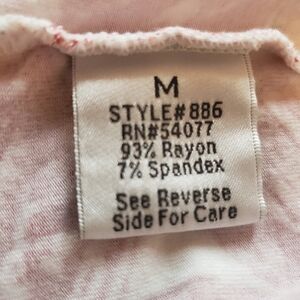 M
STYLE#886
RN#54077
93% Rayon
7% Spandex
See Reverse
Side For Care